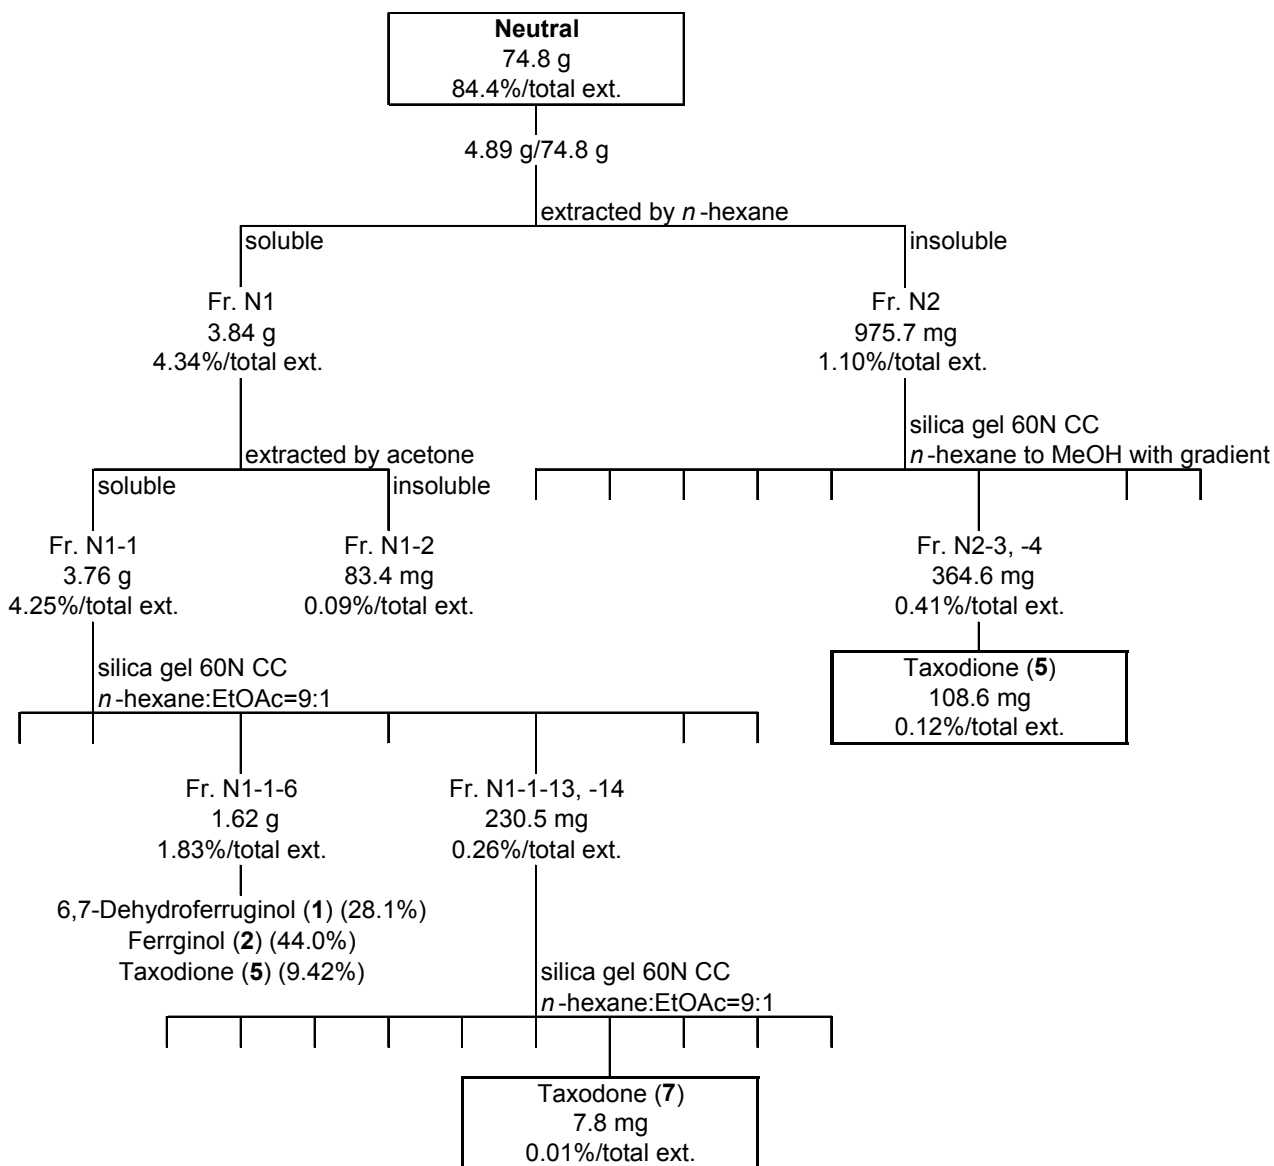 Neutral
74.8 g
84.4%/total ext.
4.89 g/74.8 g
extracted by n-hexane
soluble
insoluble
Fr. N1
3.84 g
4.34%/total ext.
Fr. N2
975.7 mg
1.10%/total ext.
silica gel 60N CC
n-hexane to MeOH with gradient
extracted by acetone
soluble
insoluble
Fr. N1-1
3.76 g
4.25%/total ext.
Fr. N1-2
83.4 mg
0.09%/total ext.
Fr. N2-3, -4
364.6 mg
0.41%/total ext.
Taxodione (5)
108.6 mg
0.12%/total ext.
silica gel 60N CC
n-hexane:EtOAc=9:1
Fr. N1-1-6
1.62 g
1.83%/total ext.
Fr. N1-1-13, -14
230.5 mg
0.26%/total ext.
6,7-Dehydroferruginol (1) (28.1%)
Ferrginol (2) (44.0%)
Taxodione (5) (9.42%)
silica gel 60N CC
n-hexane:EtOAc=9:1
Taxodone (7)
7.8 mg
0.01%/total ext.